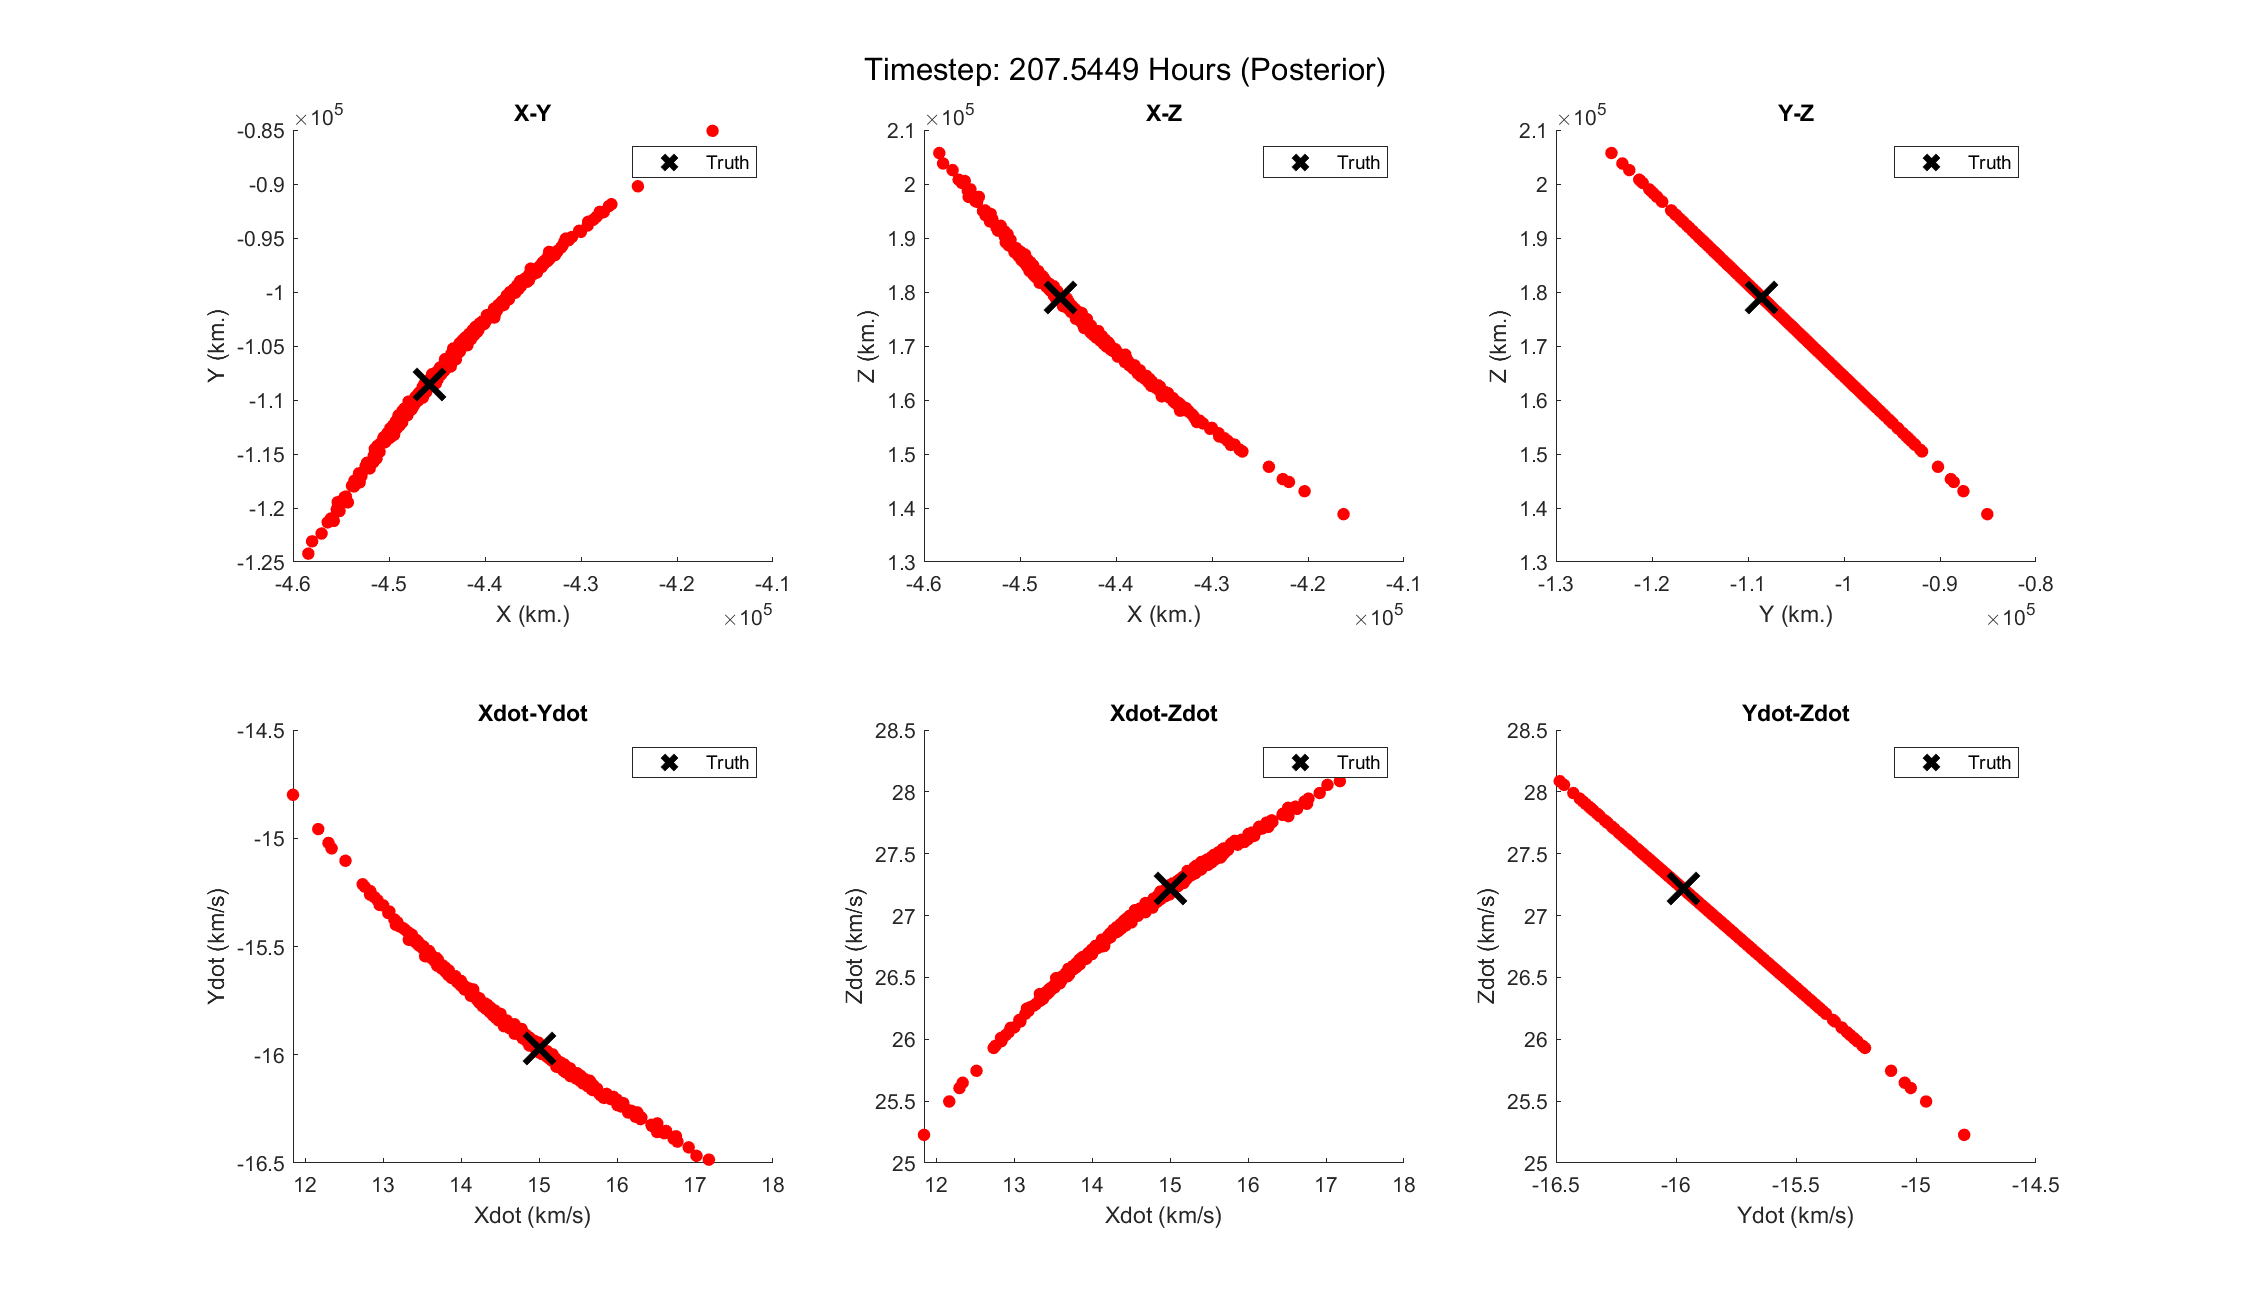 Timestep: 207.5449 Hours (Posterior)
X-Y
×10^5
-0.85
-0.9
-0.95
-1
-1.05
-1.1
-1.15
-1.2
-1.25
Y (km.)
-4.6 -4.5 -4.4 -4.3 -4.2 -4.1
X (km.)
×10^5
Truth
X-Z
×10^5
2.1
2
1.9
1.8
1.7
1.6
1.5
1.4
1.3
Z (km.)
-4.6 -4.5 -4.4 -4.3 -4.2 -4.1
X (km.)
×10^5
Truth
Y-Z
×10^5
2.1
2
1.9
1.8
1.7
1.6
1.5
1.4
1.3
Z (km.)
-1.3 -1.2 -1.1 -1 -0.9 -0.8
Y (km.)
×10^5
Truth
Xdot-Ydot
-14.5
-15
-15.5
-16
-16.5
Ydot (km/s)
12 13 14 15 16 17 18
Xdot (km/s)
Truth
Xdot-Zdot
28.5
28
27.5
27
26.5
26
25.5
25
Zdot (km/s)
12 13 14 15 16 17 18
Xdot (km/s)
Truth
Ydot-Zdot
28.5
28
27.5
27
26.5
26
25.5
25
Zdot (km/s)
-16.5 -16 -15.5 -15 -14.5
Ydot (km/s)
Truth